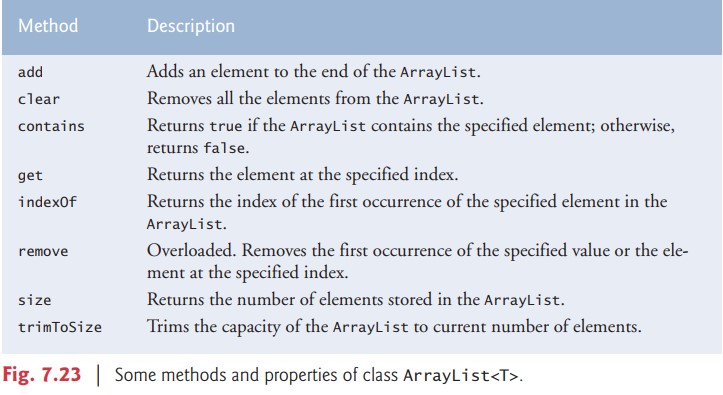 Method Description
add Adds an element to the end of the ArrayList.
clear Removes all the elements from the ArrayList.
contains Returns true if the ArrayList contains the specified element; otherwise,
returns false.
get Returns the element at the specified index.
indexOf Returns the index of the first occurrence of the specified element in the
ArrayList.
remove Overloaded. Removes the first occurrence of the specified value or the ele-
ment at the specified index.
size Returns the number of elements stored in the ArrayList.
trimToSize Trims the capacity of the ArrayList to current number of elements.
Fig. 7.23 | Some methods and properties of class ArrayList<T>.